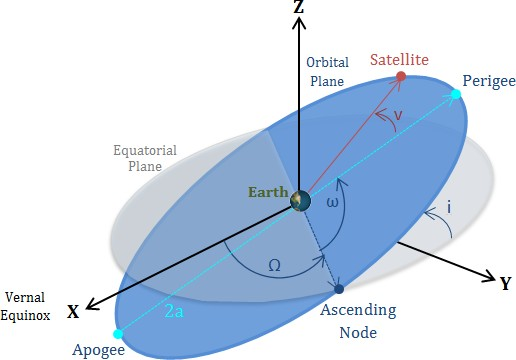 Z
Orbital
Plane
Satellite
Perigee
ν
Equatorial
Plane
Earth
ω
i
Ω
Vernal
Equinox
X
2a
Y
Ascending
Node
Apogee